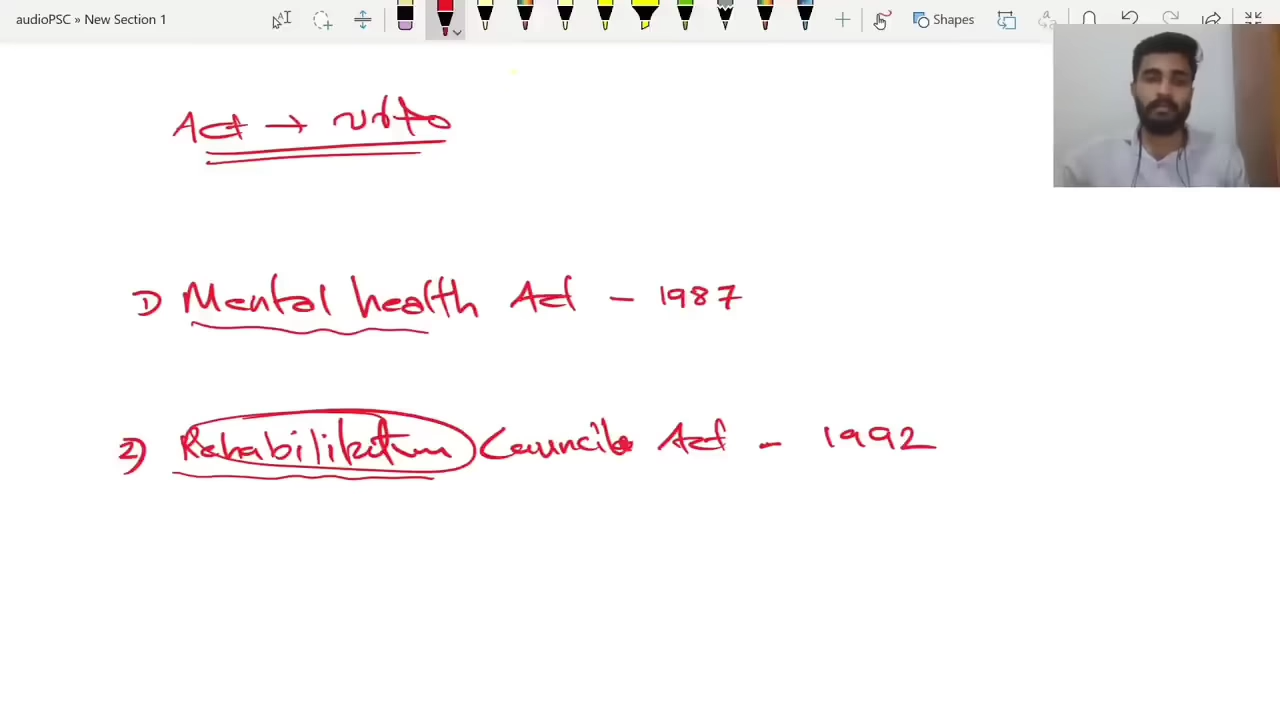 audioPSC » New Section 1
Shapes
Act →
1) Mental health Act - 1987
2) Rehabilitation Council Act - 1992